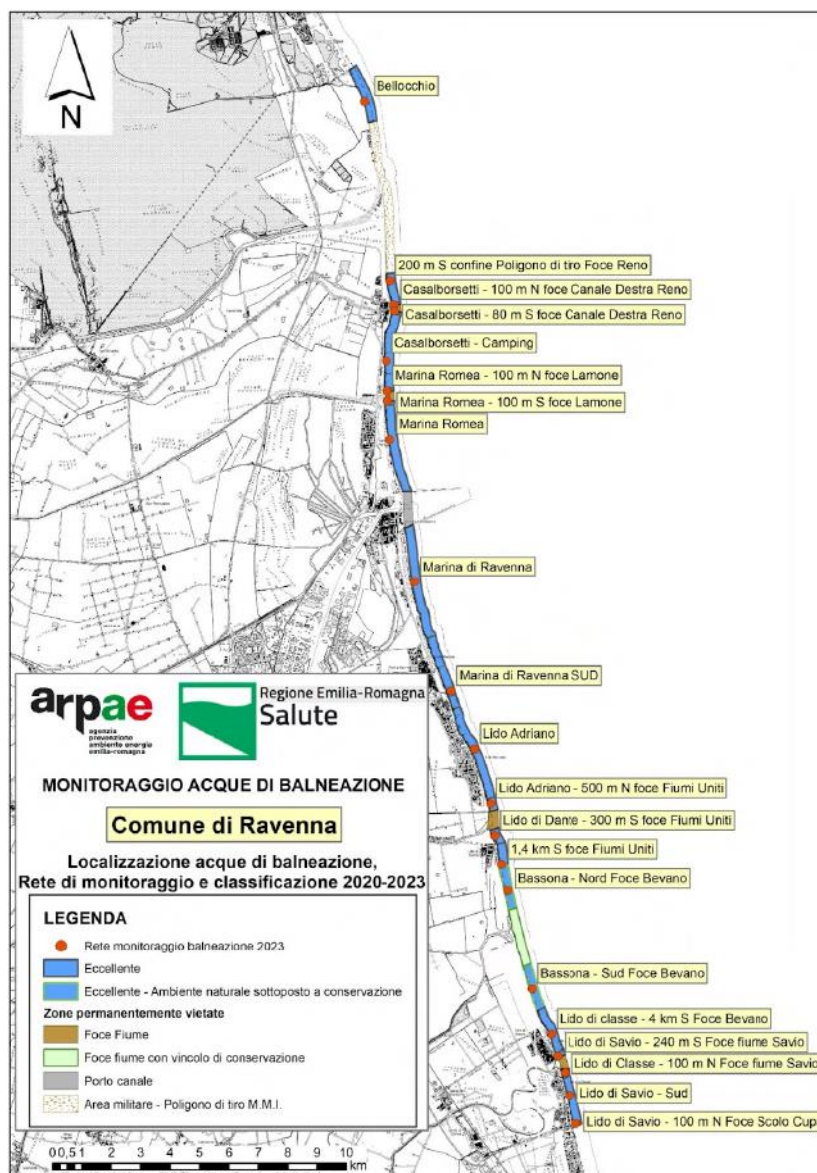 N
Bellocchio
200 m S confine Poligono di tiro Foce Reno
Casalborsetti - 100 m N foce Canale Destra Reno
Casalborsetti - 80 m S foce Canale Destra Reno
Casalborsetti - Camping
Marina Romea - 100 m N foce Lamone
Marina Romea - 100 m S foce Lamone
Marina Romea
Marina di Ravenna
Marina di Ravenna SUD
Lido Adriano
Lido Adriano - 500 m N foce Fiumi Uniti
Lido di Dante - 300 m S foce Fiumi Uniti
1,4 km S foce Fiumi Uniti
Bassona - Nord Foce Bevano
Bassona - Sud Foce Bevano
Lido di classe - 4 km S Foce Bevano
Lido di Savio - 240 m S Foce fiume Savio
Lido di Classe - 100 m N Foce fiume Savio
Lido di Savio - Sud
Lido di Savio - 100 m N Foce Scolo Cup
arpae
agenzia
prevenzione
ambiente energia
emilia-romagna
Regione Emilia-Romagna
Salute
MONITORAGGIO ACQUE DI BALNEAZIONE
Comune di Ravenna
Localizzazione acque di balneazione,
Rete di monitoraggio e classificazione 2020-2023
LEGENDA
Rete monitoraggio balneazione 2023
Eccellente
Eccellente - Ambiente naturale sottoposto a conservazione
Zone permanentemente vietate
Foce Fiume
Foce fiume con vincolo di conservazione
Porto canale
Area militare - Poligono di tiro M.M.I.
0 0,5 1 2 3 4 5 6 7 8 9 10
km